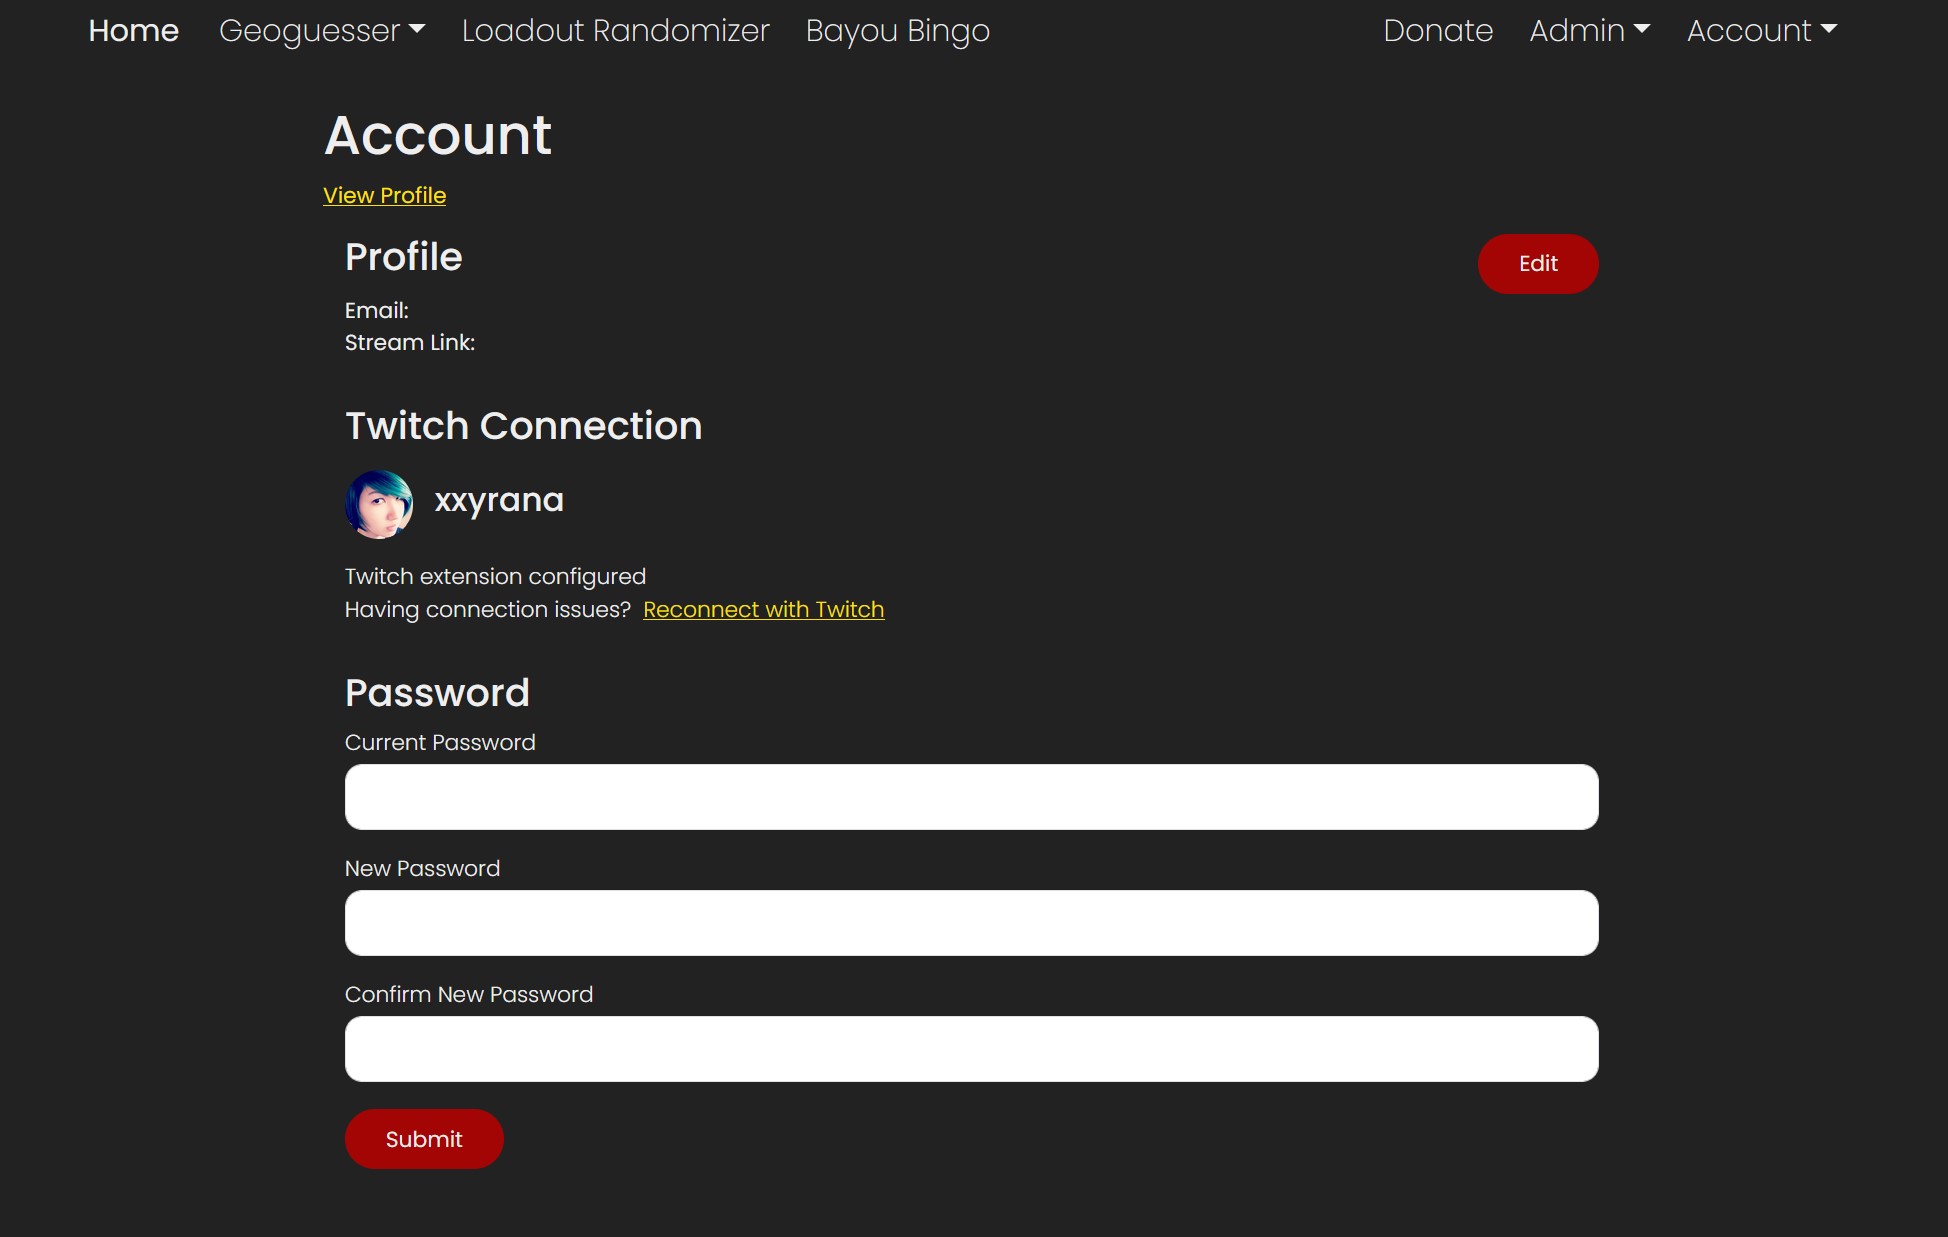 Home Geoguesser Loadout Randomizer Bayou Bingo Donate Admin Account
Account
View Profile
Profile
Edit
Email:
Stream Link:
Twitch Connection
xxyrana
Twitch extension configured
Having connection issues? Reconnect with Twitch
Password
Current Password
New Password
Confirm New Password
Submit